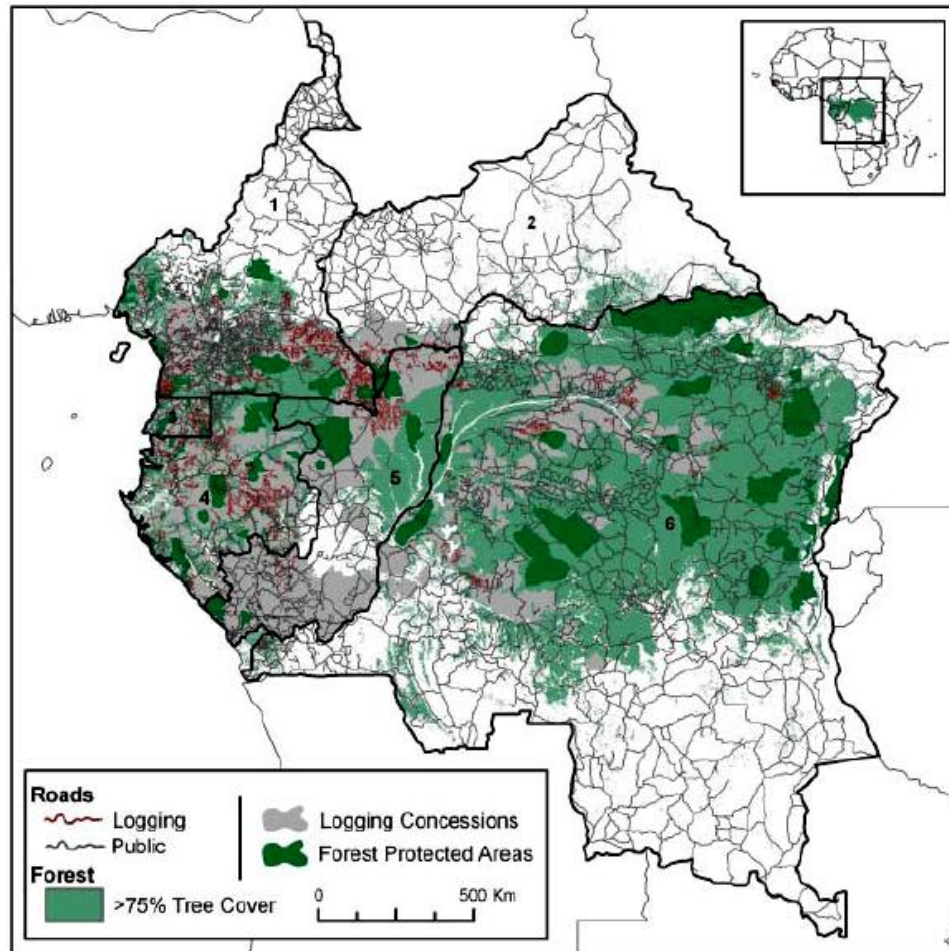 1
2
3
4
5
6
Roads
Logging
Public
Forest
>75% Tree Cover
Logging Concessions
Forest Protected Areas
0 500 Km